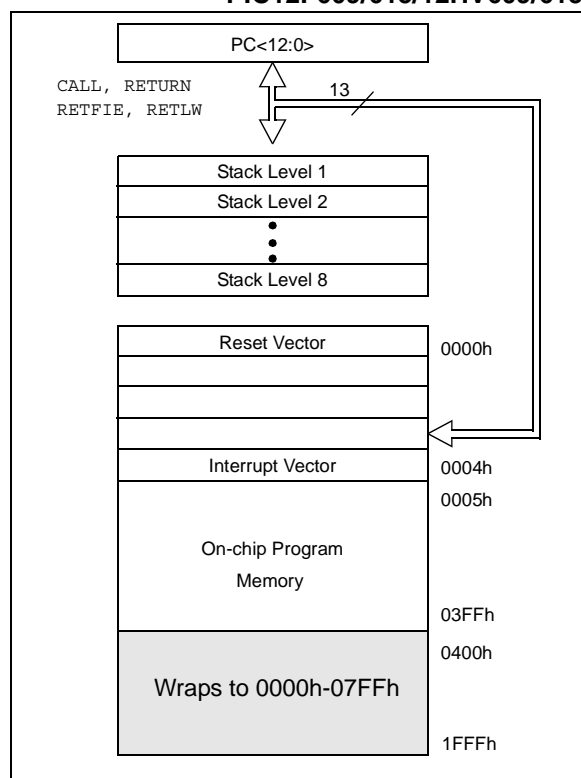 PC<12:0>
CALL, RETURN
RETFIE, RETLW
13
Stack Level 1
Stack Level 2
Stack Level 8
Reset Vector
0000h
Interrupt Vector
0004h
0005h
On-chip Program
Memory
03FFh
0400h
Wraps to 0000h-07FFh
1FFFh